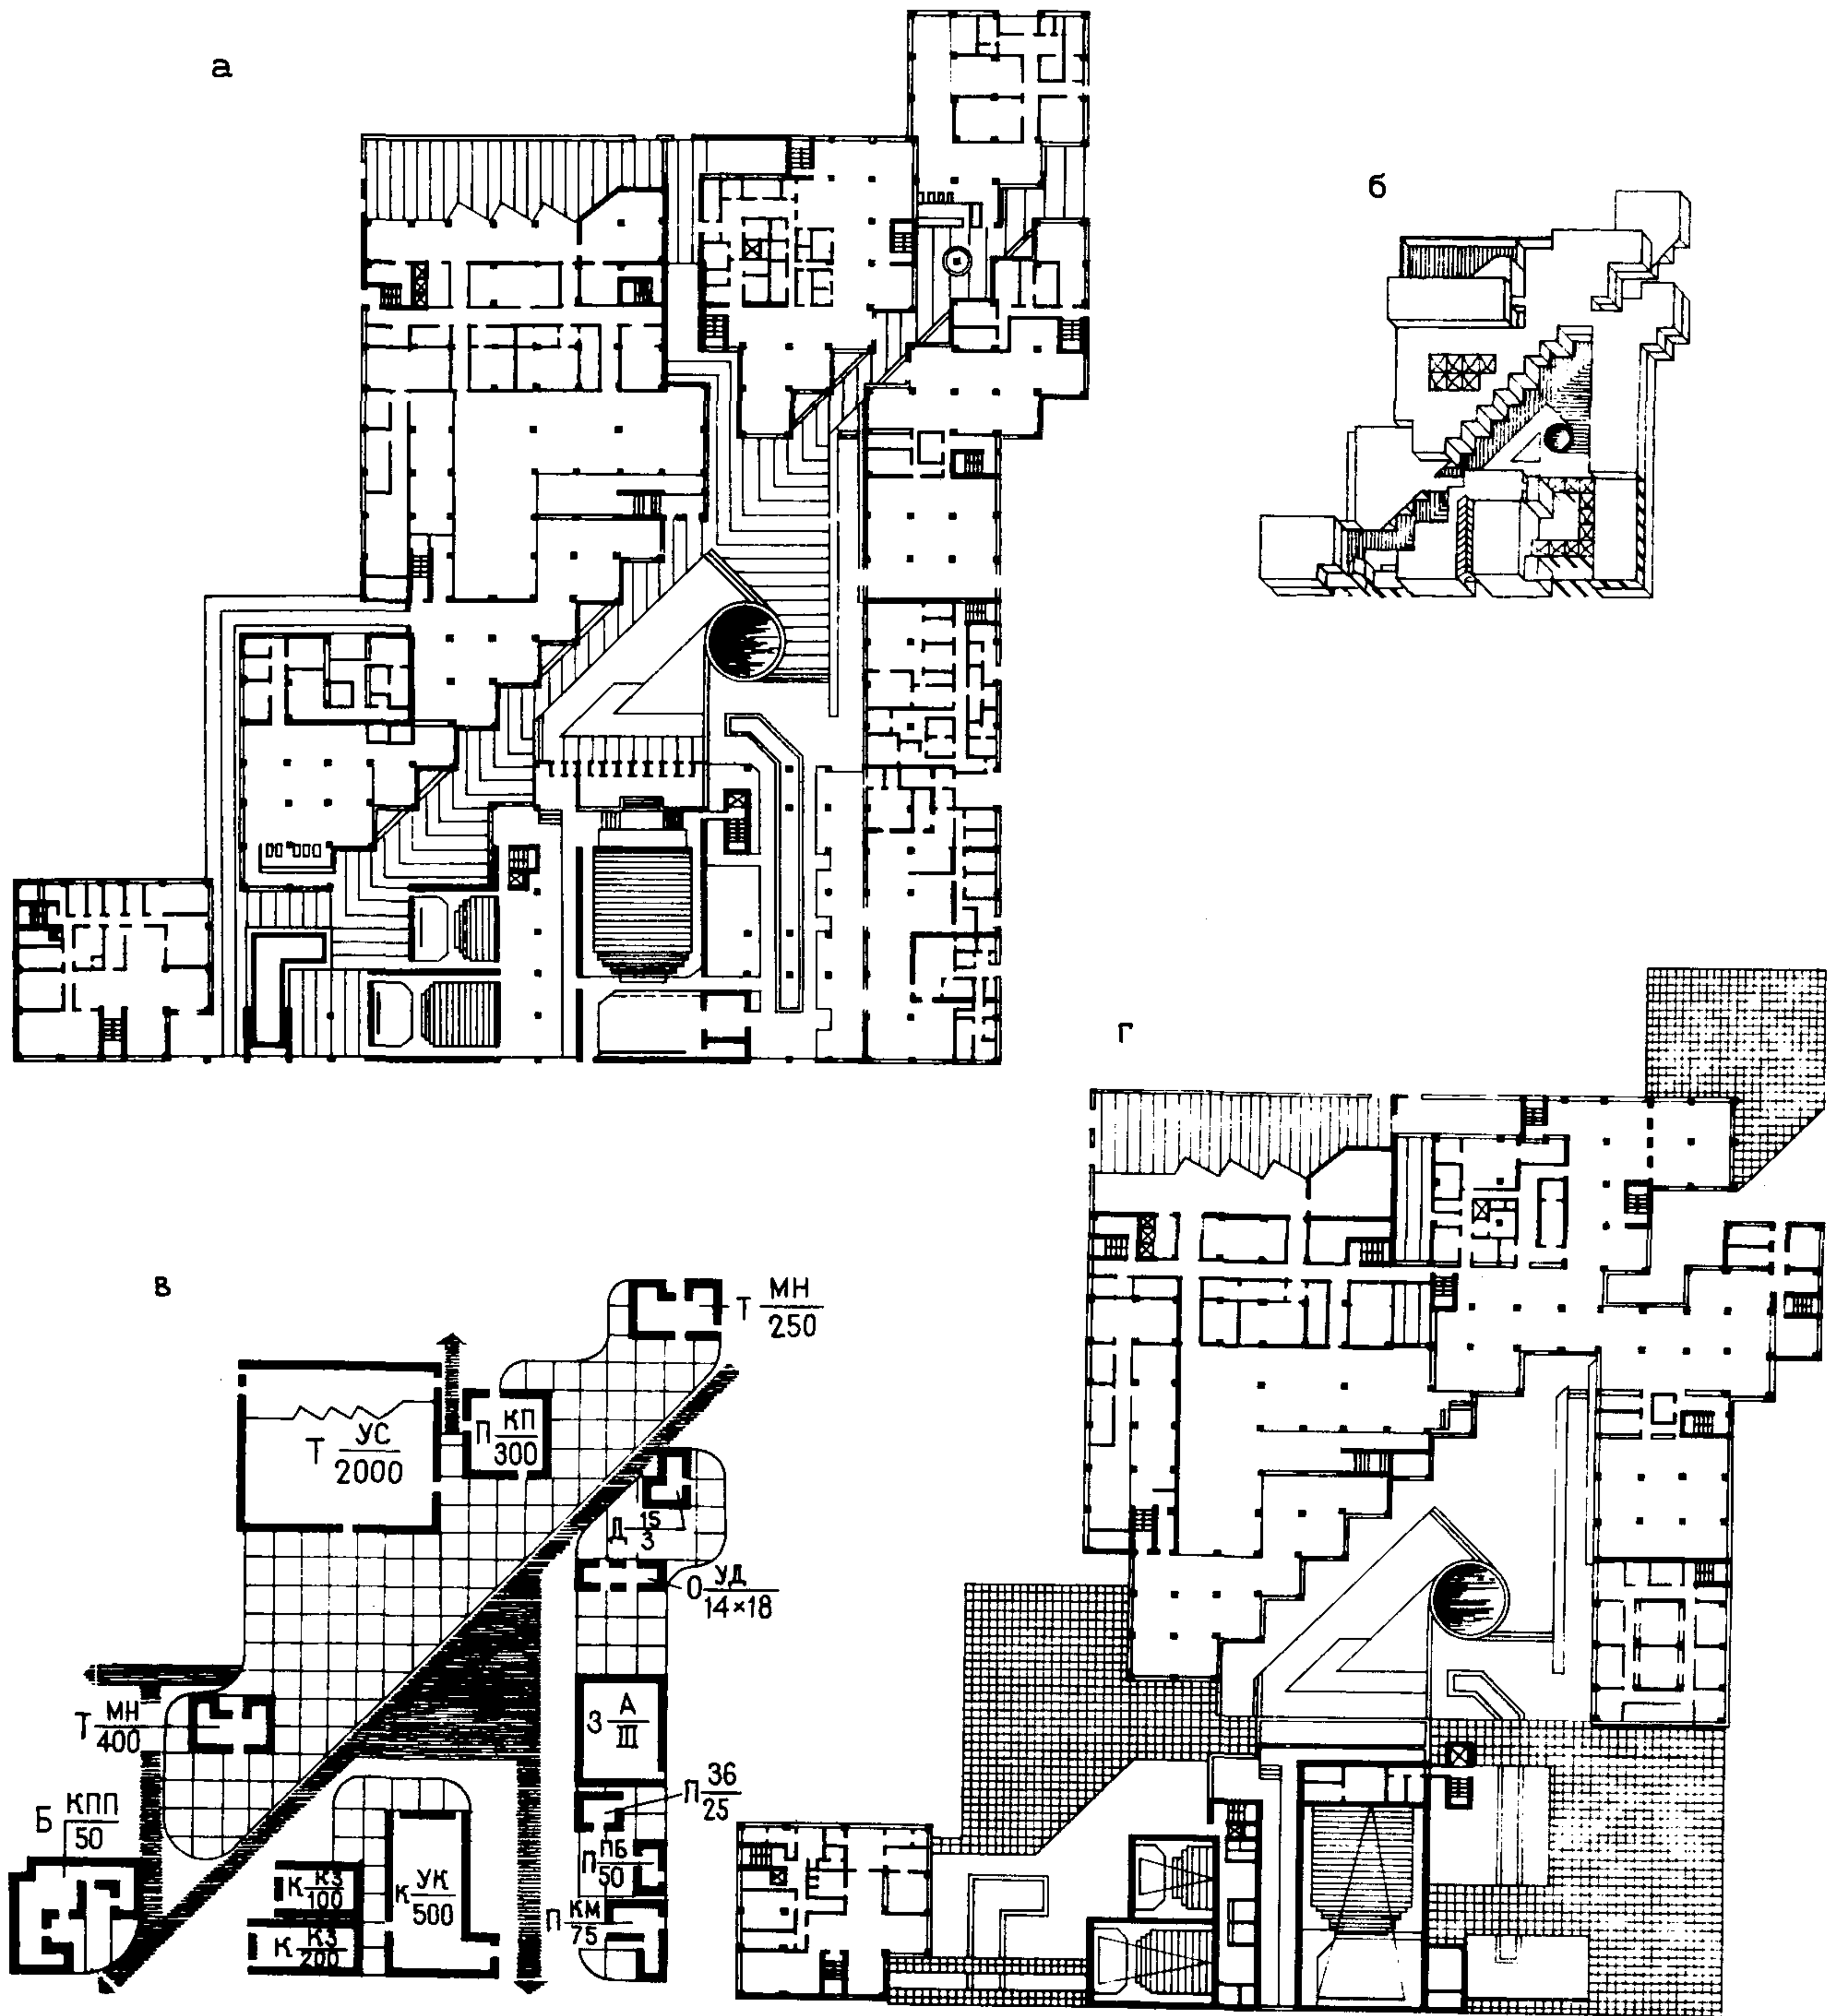 а
б
г
в
Т МН
250
Т УС
2000
П КП
300
Д 15
3
О УД
14×18
Т МН
400
З А
III
П 36
25
Б КПП
50
П ПБ
50
К КЗ
100
К УК
500
П КМ
75
К КЗ
200